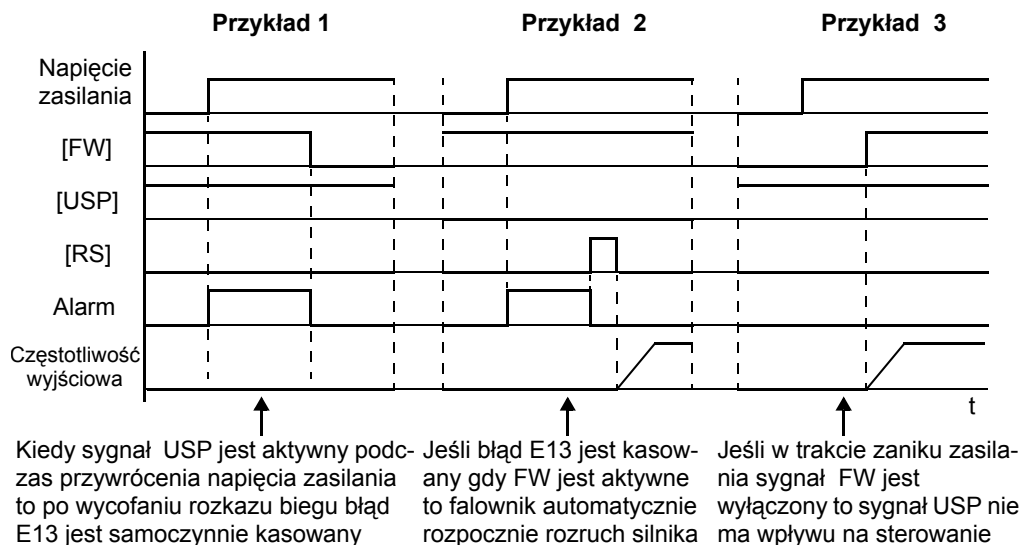 Przykład 1
Przykład 2
Przykład 3
Napięcie
zasilania
[FW]
[USP]
[RS]
Alarm
Częstotliwość
wyjściowa
t
Kiedy sygnał USP jest aktywny pod-
czas przywrócenia napięcia zasilania
to po wycofaniu rozkazu biegu błąd
E13 jest samoczynnie kasowany
Jeśli błąd E13 jest kasow-
any gdy FW jest aktywne
to falownik automatycznie
rozpocznie rozruch silnika
Jeśli w trakcie zaniku zasila-
nia sygnał FW jest
wyłączony to sygnał USP nie
ma wpływu na sterowanie